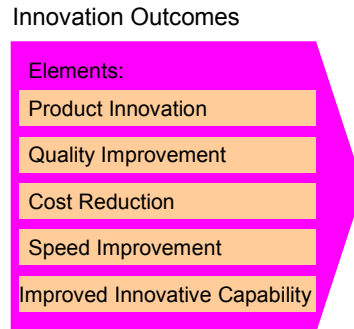 Innovation Outcomes
Elements:
Product Innovation
Quality Improvement
Cost Reduction
Speed Improvement
Improved Innovative Capability